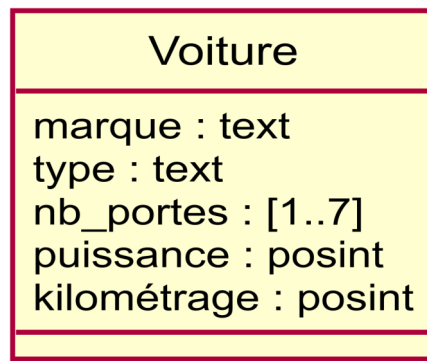 Voiture
marque : text
type : text
nb_portes : [1..7]
puissance : posint
kilométrage : posint